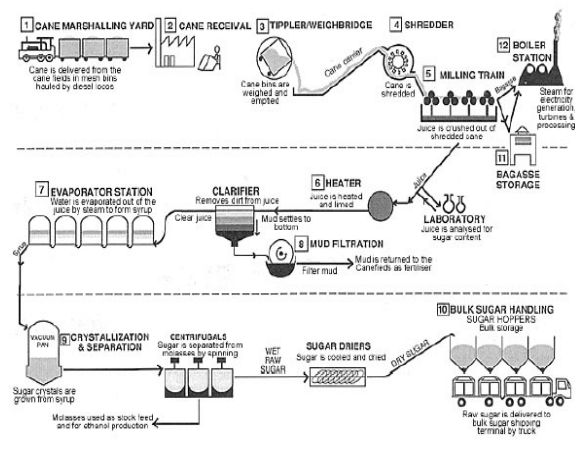 1 CANE MARSHALLING YARD
Cane is delivered from the
cane fields in mesh bins
hauled by diesel locos
2 CANE RECEIVAL
3 TIPPLER/WEIGHBRIDGE
Cane bins are
weighed and
emptied
Cane carrier
4 SHREDDER
Cane is
shredded
5 MILLING TRAIN
Juice is crushed out of
shredded cane
Bagasse
12 BOILER
STATION
Steam for
electricity
generation,
turbines &
processing
11
BAGASSE
STORAGE
Juice
LABORATORY
Juice is analysed for
sugar content
6 HEATER
Juice is heated
and limed
CLARIFIER
Removes dirt from juice
Clear juice
Mud settles to
bottom
8 MUD FILTRATION
Filter mud
Mud is returned to the
Canefields as fertiliser
7 EVAPORATOR STATION
Water is evaporated out of the
juice by steam to form syrup
VACUUM
PAN
9 CRYSTALLIZATION
& SEPARATION
Sugar crystals are
grown from syrup
CENTRIFUGALS
Sugar is separated from
molasses by spinning
Molasses used as stock feed
and for ethanol production
WET
RAW
SUGAR
SUGAR DRIERS
Sugar is cooled and dried
DRY SUGAR
10 BULK SUGAR HANDLING
SUGAR HOPPERS
Bulk storage
Raw sugar is delivered to
bulk sugar shipping
terminal by truck